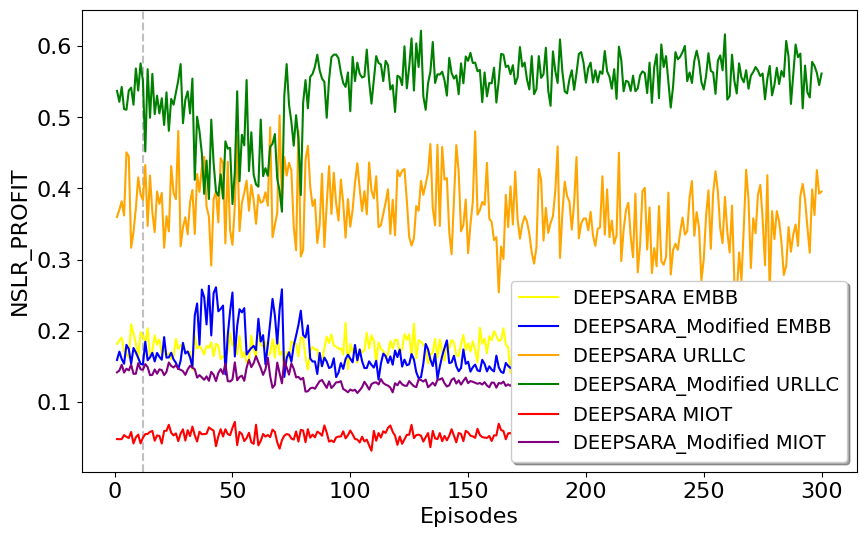 NSLR_PROFIT
0.6
0.5
0.4
0.3
0.2
0.1
DEEPSARA EMBB
DEEPSARA_Modified EMBB
DEEPSARA URLLC
DEEPSARA_Modified URLLC
DEEPSARA MIOT
DEEPSARA_Modified MIOT
0 50 100 150 200 250 300
Episodes